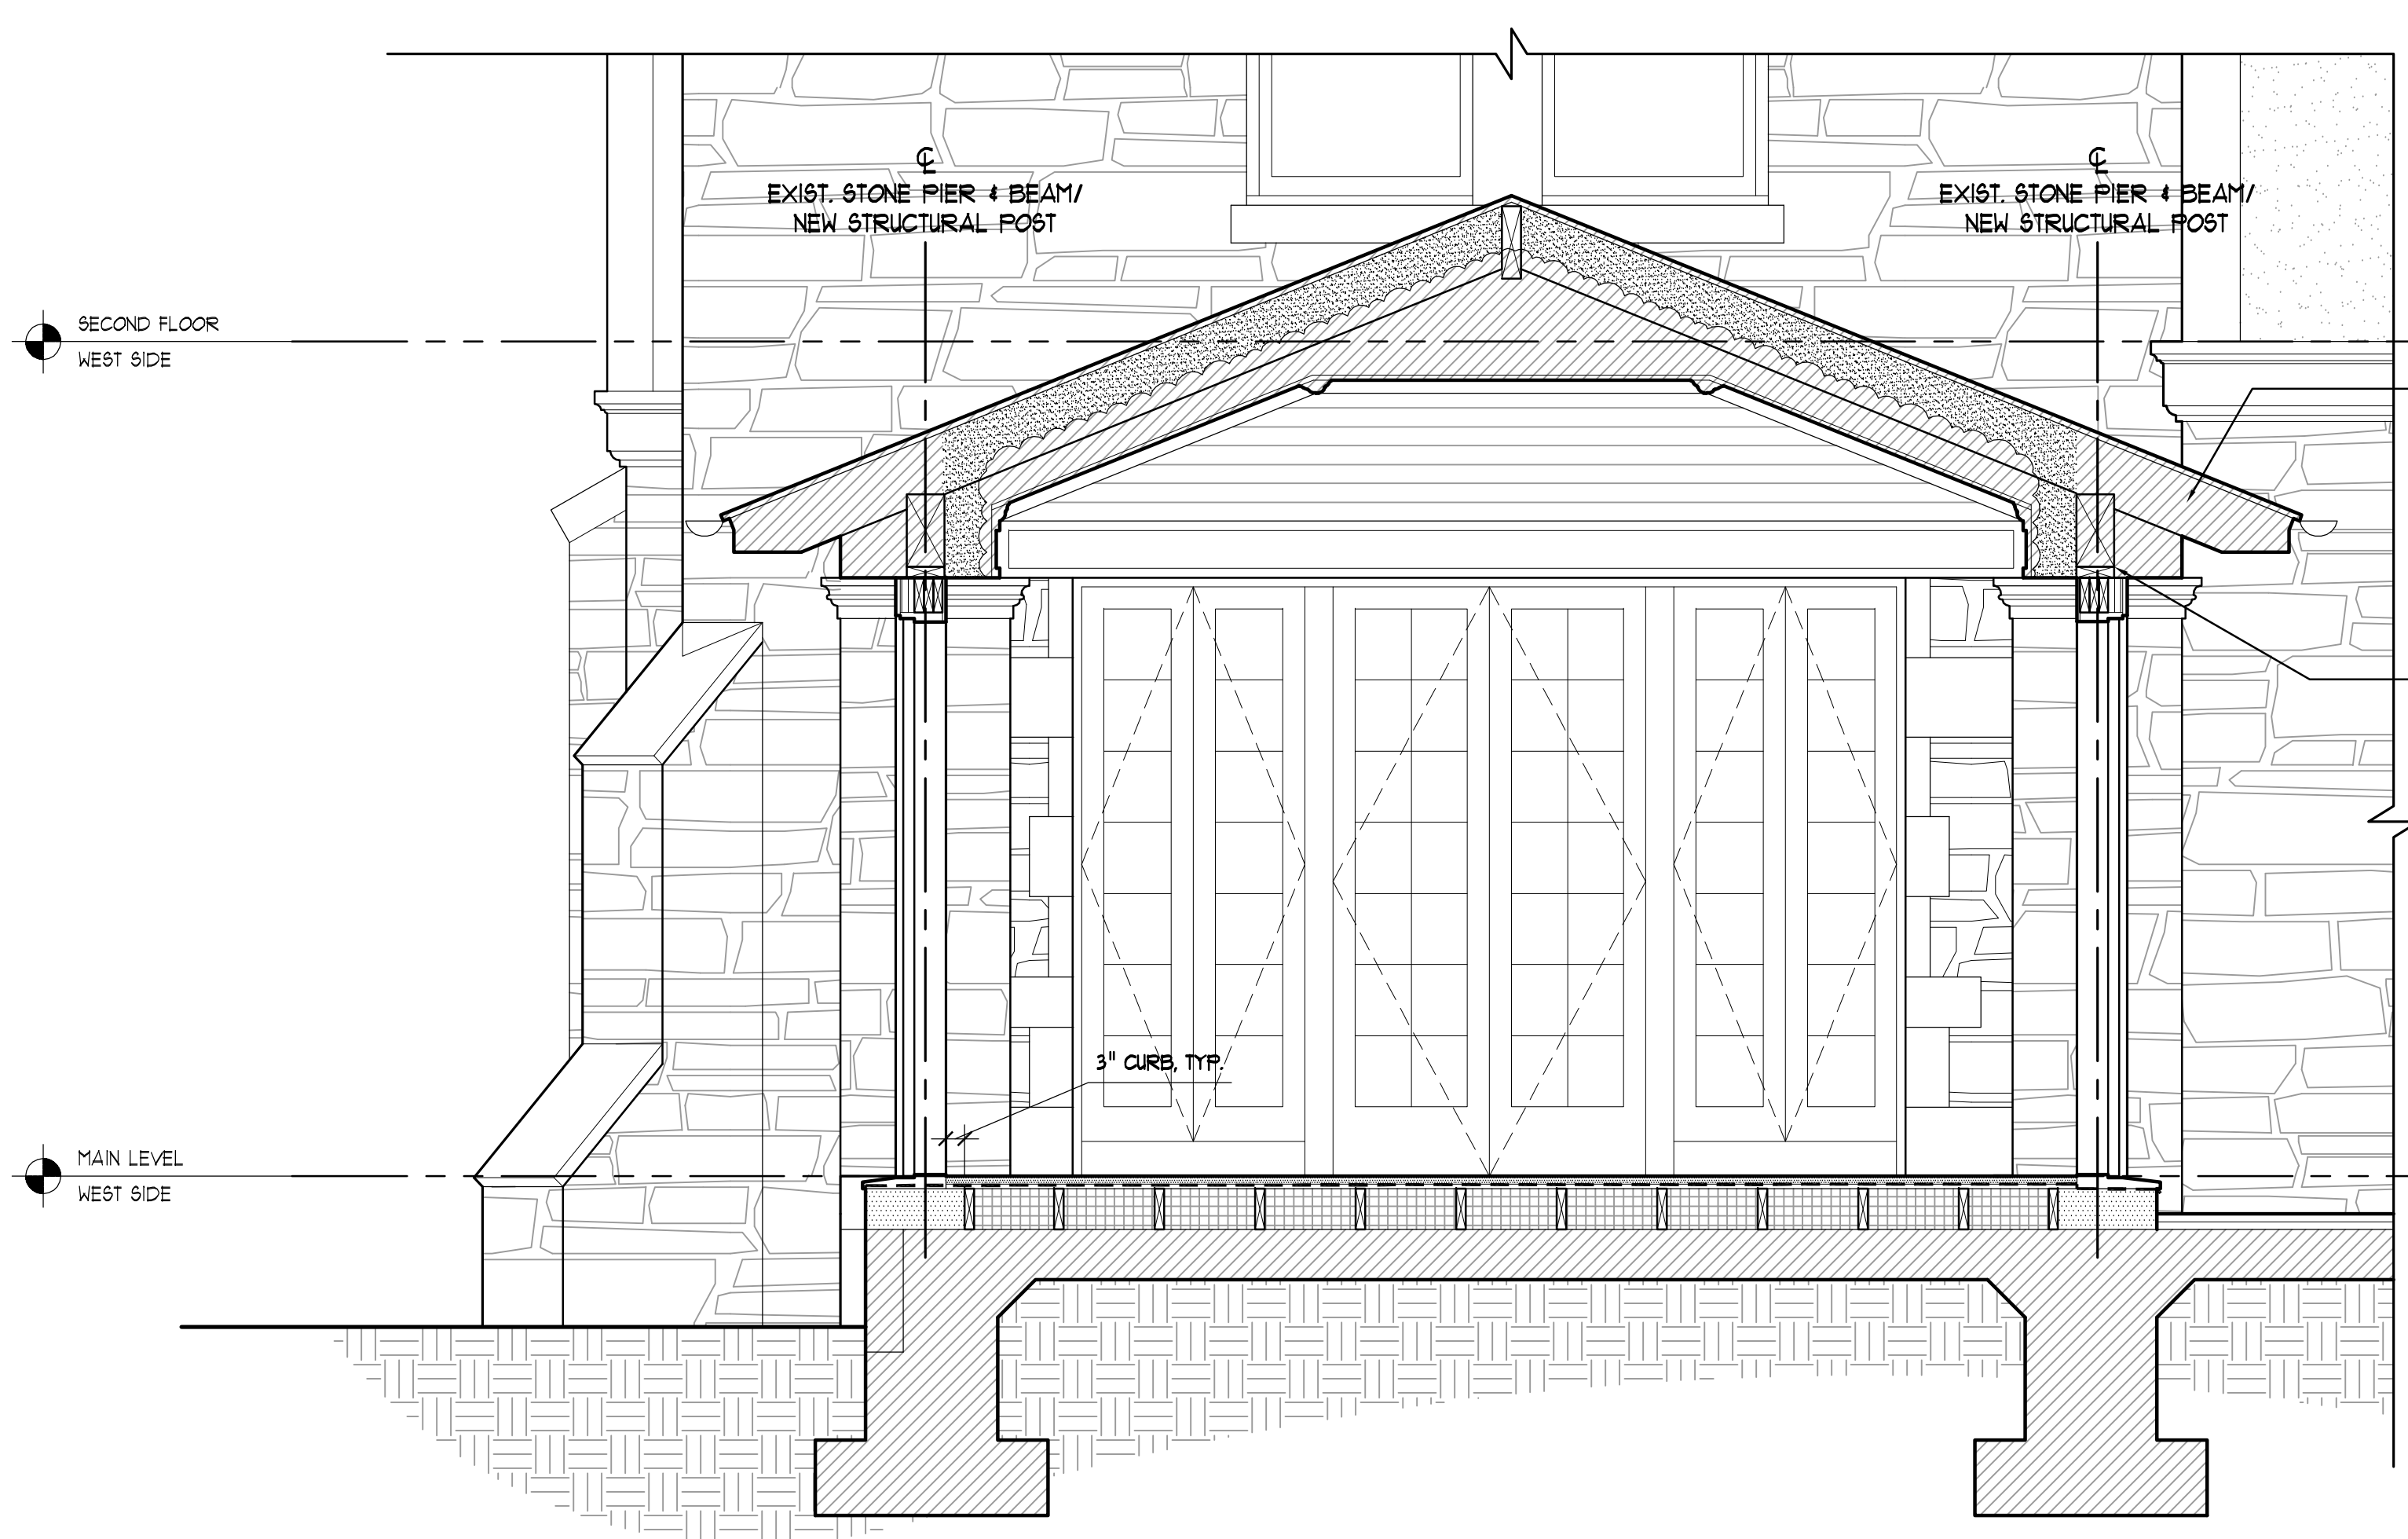 ℄
EXIST. STONE PIER & BEAM/
NEW STRUCTURAL POST
℄
EXIST. STONE PIER & BEAM/
NEW STRUCTURAL POST
SECOND FLOOR
WEST SIDE
3" CURB, TYP.
MAIN LEVEL
WEST SIDE